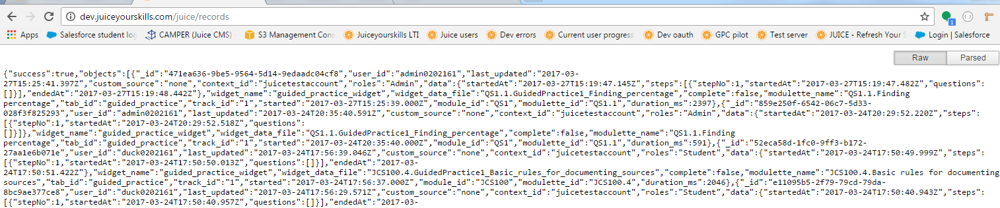 dev.juiceyourskills.com/juice/records
Apps Salesforce student log CAMPER (Juice CMS) - S3 Management Cons Juiceyourskills LTI Juice users Dev errors Current user progress Dev oauth GPC pilot Test server JUICE - Refresh Your S Login | Salesforce
1
Raw Parsed
{"success":true,"objects":[{"_id":"471ea636-9be5-9564-5d14-9edaadc04cf8","user_id":"admin0202161","last_updated":"2017-03-
27T15:25:41.397Z","custom_source":"none","context_id":"juicetestaccount","roles":"Admin","data":{"startedAt":"2017-03-27T15:19:47.145Z","steps":[{"stepNo":1,"startedAt":"2017-03-27T15:19:47.482Z","questions":
[]}],"endedAt":"2017-03-27T15:19:48.442Z"},"widget_name":"guided_practice_widget","widget_data_file":"QS1.1.GuidedPractice1_Finding_percentage","complete":false,"modulette_name":"QS1.1.Finding
percentage","tab_id":"guided_practice","track_id":"1","started":"2017-03-27T15:25:39.000Z","module_id":"QS1","modulette_id":"QS1.1","duration_ms":2397},{"_id":"859e250f-6542-06c7-5d33-
028f3f825293","user_id":"admin0202161","last_updated":"2017-03-24T20:35:40.591Z","custom_source":"none","context_id":"juicetestaccount","roles":"Admin","data":{"startedAt":"2017-03-24T20:29:52.220Z","steps":
[{"stepNo":1,"startedAt":"2017-03-24T20:29:52.518Z","questions":
[]}]},"widget_name":"guided_practice_widget","widget_data_file":"QS1.1.GuidedPractice1_Finding_percentage","complete":false,"modulette_name":"QS1.1.Finding
percentage","tab_id":"guided_practice","track_id":"1","started":"2017-03-24T20:35:40.000Z","module_id":"QS1","modulette_id":"QS1.1","duration_ms":591},{"_id":"52eca58d-1fc0-9ff3-b172-
27aa1e6b071e","user_id":"duck0202161","last_updated":"2017-03-24T17:56:39.046Z","custom_source":"none","context_id":"juicetestaccount","roles":"Student","data":{"startedAt":"2017-03-24T17:50:49.999Z","steps":
[{"stepNo":1,"startedAt":"2017-03-24T17:50:50.013Z","questions":[]}],"endedAt":"2017-03-
24T17:50:51.422Z"},"widget_name":"guided_practice_widget","widget_data_file":"JCS100.4.GuidedPractice1_Basic_rules_for_documenting_sources","complete":false,"modulette_name":"JCS100.4.Basic rules for documenting
sources","tab_id":"guided_practice","track_id":"1","started":"2017-03-24T17:56:37.000Z","module_id":"JCS100","modulette_id":"JCS100.4","duration_ms":2046},{"_id":"e11095b5-2f79-79cd-79da-
8bc9ae377ce8","user_id":"duck0202161","last_updated":"2017-03-24T17:56:29.571Z","custom_source":"none","context_id":"juicetestaccount","roles":"Student","data":{"startedAt":"2017-03-24T17:50:40.943Z","steps":
[{"stepNo":1,"startedAt":"2017-03-24T17:50:40.957Z","questions":[]}],"endedAt":"2017-03-